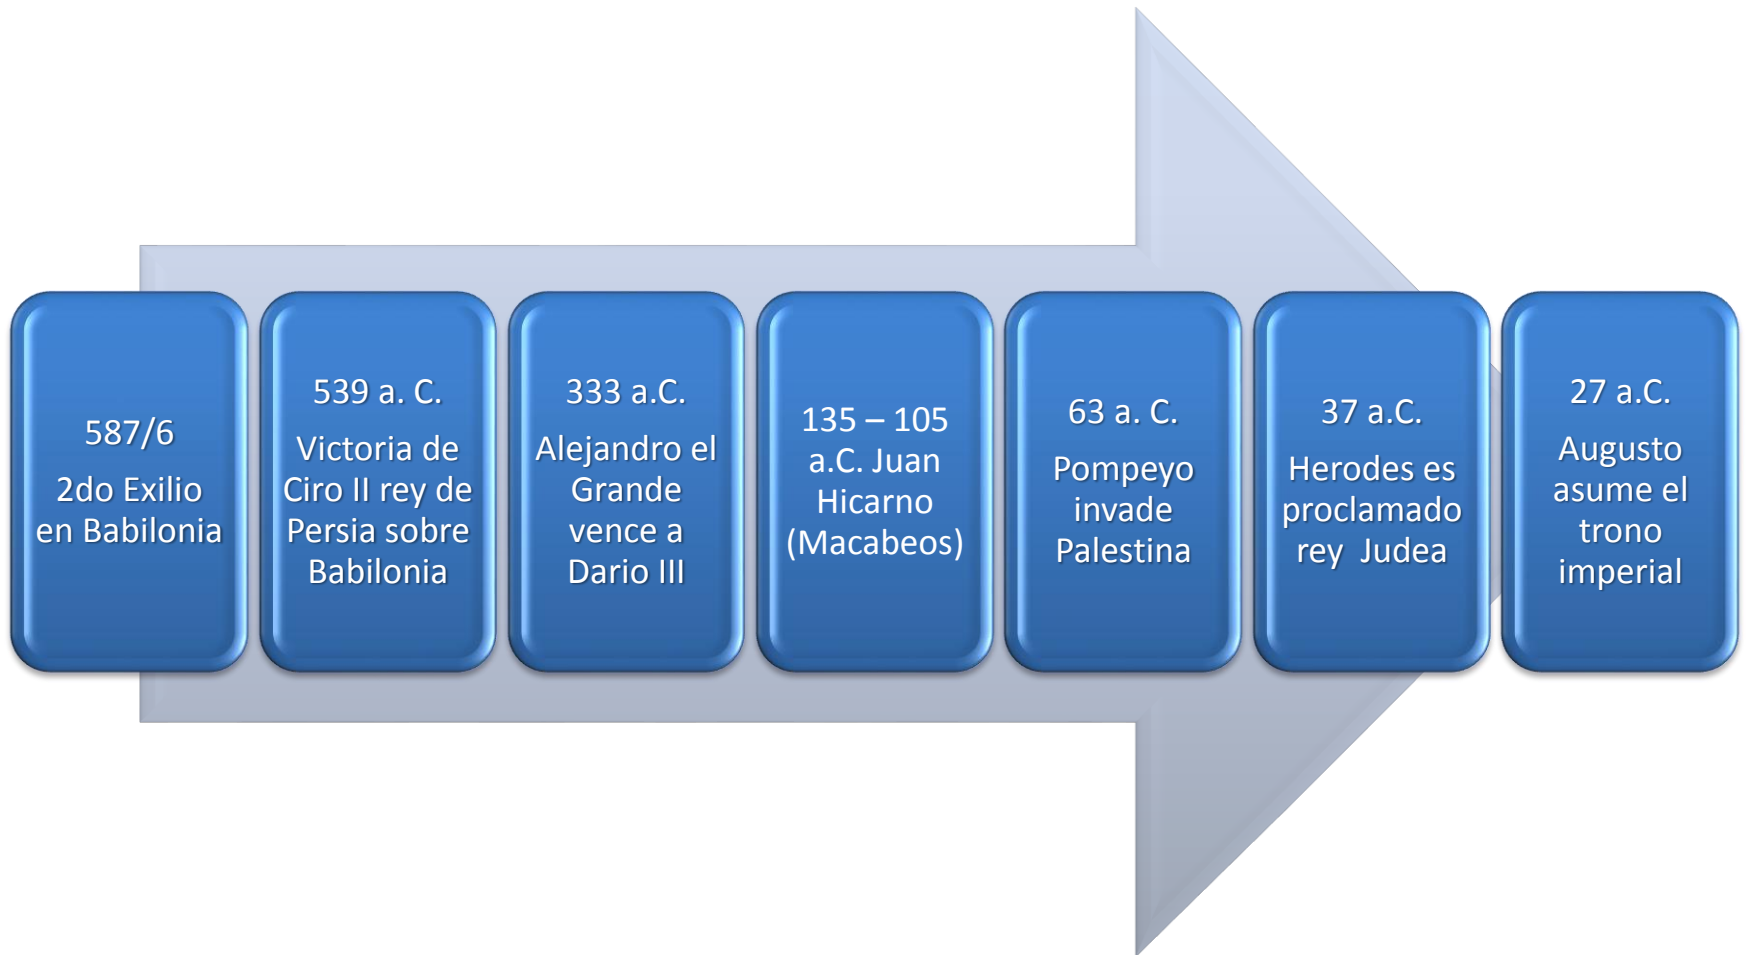 587/6
2do Exilio
en Babilonia
539 a. C.
Victoria de
Ciro II rey de
Persia sobre
Babilonia
333 a.C.
Alejandro el
Grande
vence a
Dario III
135 – 105
a.C. Juan
Hicarno
(Macabeos)
63 a. C.
Pompeyo
invade
Palestina
37 a.C.
Herodes es
proclamado
rey  Judea
27 a.C.
Augusto
asume el
trono
imperial